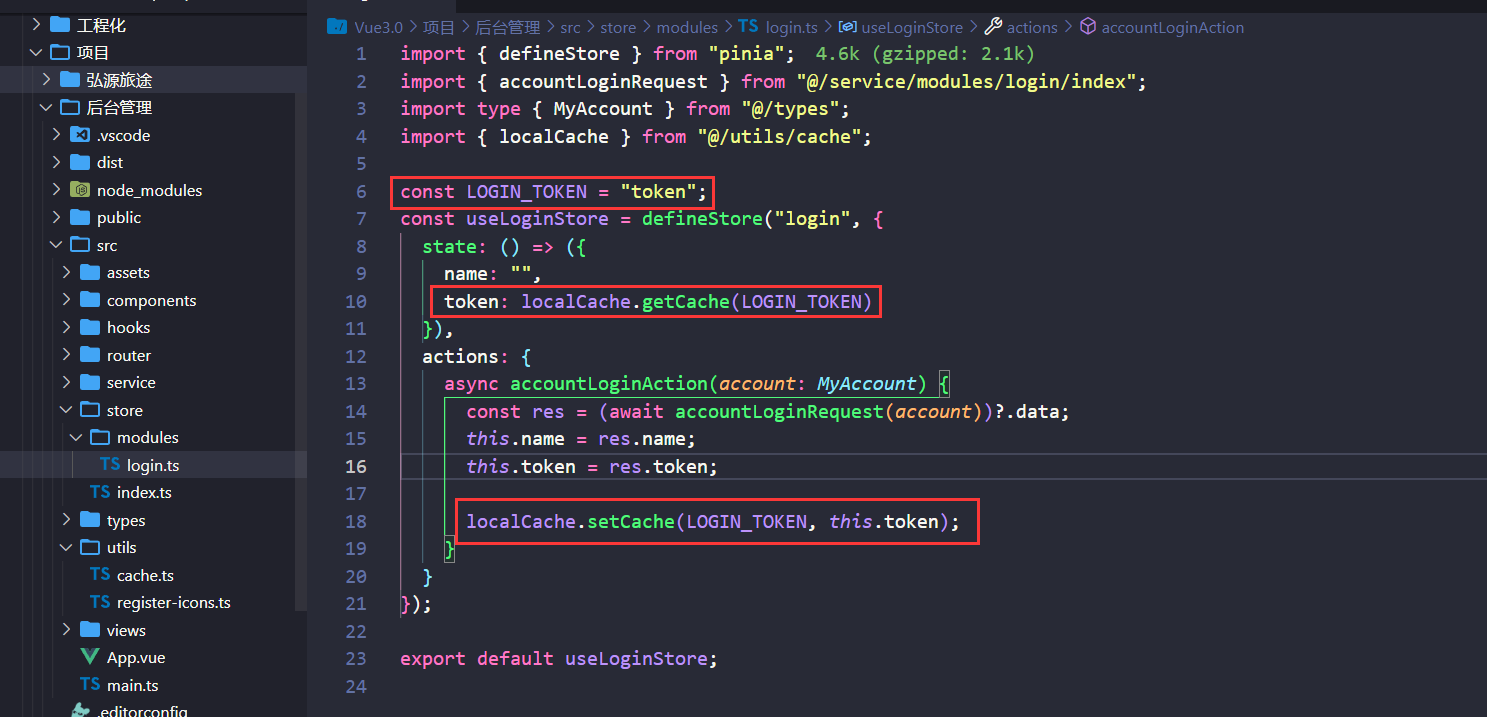 工程化
项目
弘源旅途
后台管理
.vscode
dist
node_modules
public
src
assets
components
hooks
router
service
store
modules
TS login.ts
TS index.ts
types
utils
TS cache.ts
TS register-icons.ts
views
App.vue
TS main.ts
.editorconfig
Vue3.0 > 项目 > 后台管理 > src > store > modules > TS login.ts > useLoginStore > actions > accountLoginAction
1 import { defineStore } from "pinia"; 4.6k (gzipped: 2.1k)
2 import { accountLoginRequest } from "@/service/modules/login/index";
3 import type { MyAccount } from "@/types";
4 import { localCache } from "@/utils/cache";
5
6 const LOGIN_TOKEN = "token";
7 const useLoginStore = defineStore("login", {
8 state: () => ({
9 name: "",
10 token: localCache.getCache(LOGIN_TOKEN)
11 }),
12 actions: {
13 async accountLoginAction(account: MyAccount) {
14 const res = (await accountLoginRequest(account))?.data;
15 this.name = res.name;
16 this.token = res.token;
17
18 localCache.setCache(LOGIN_TOKEN, this.token);
19 }
20 }
21 });
22
23 export default useLoginStore;
24